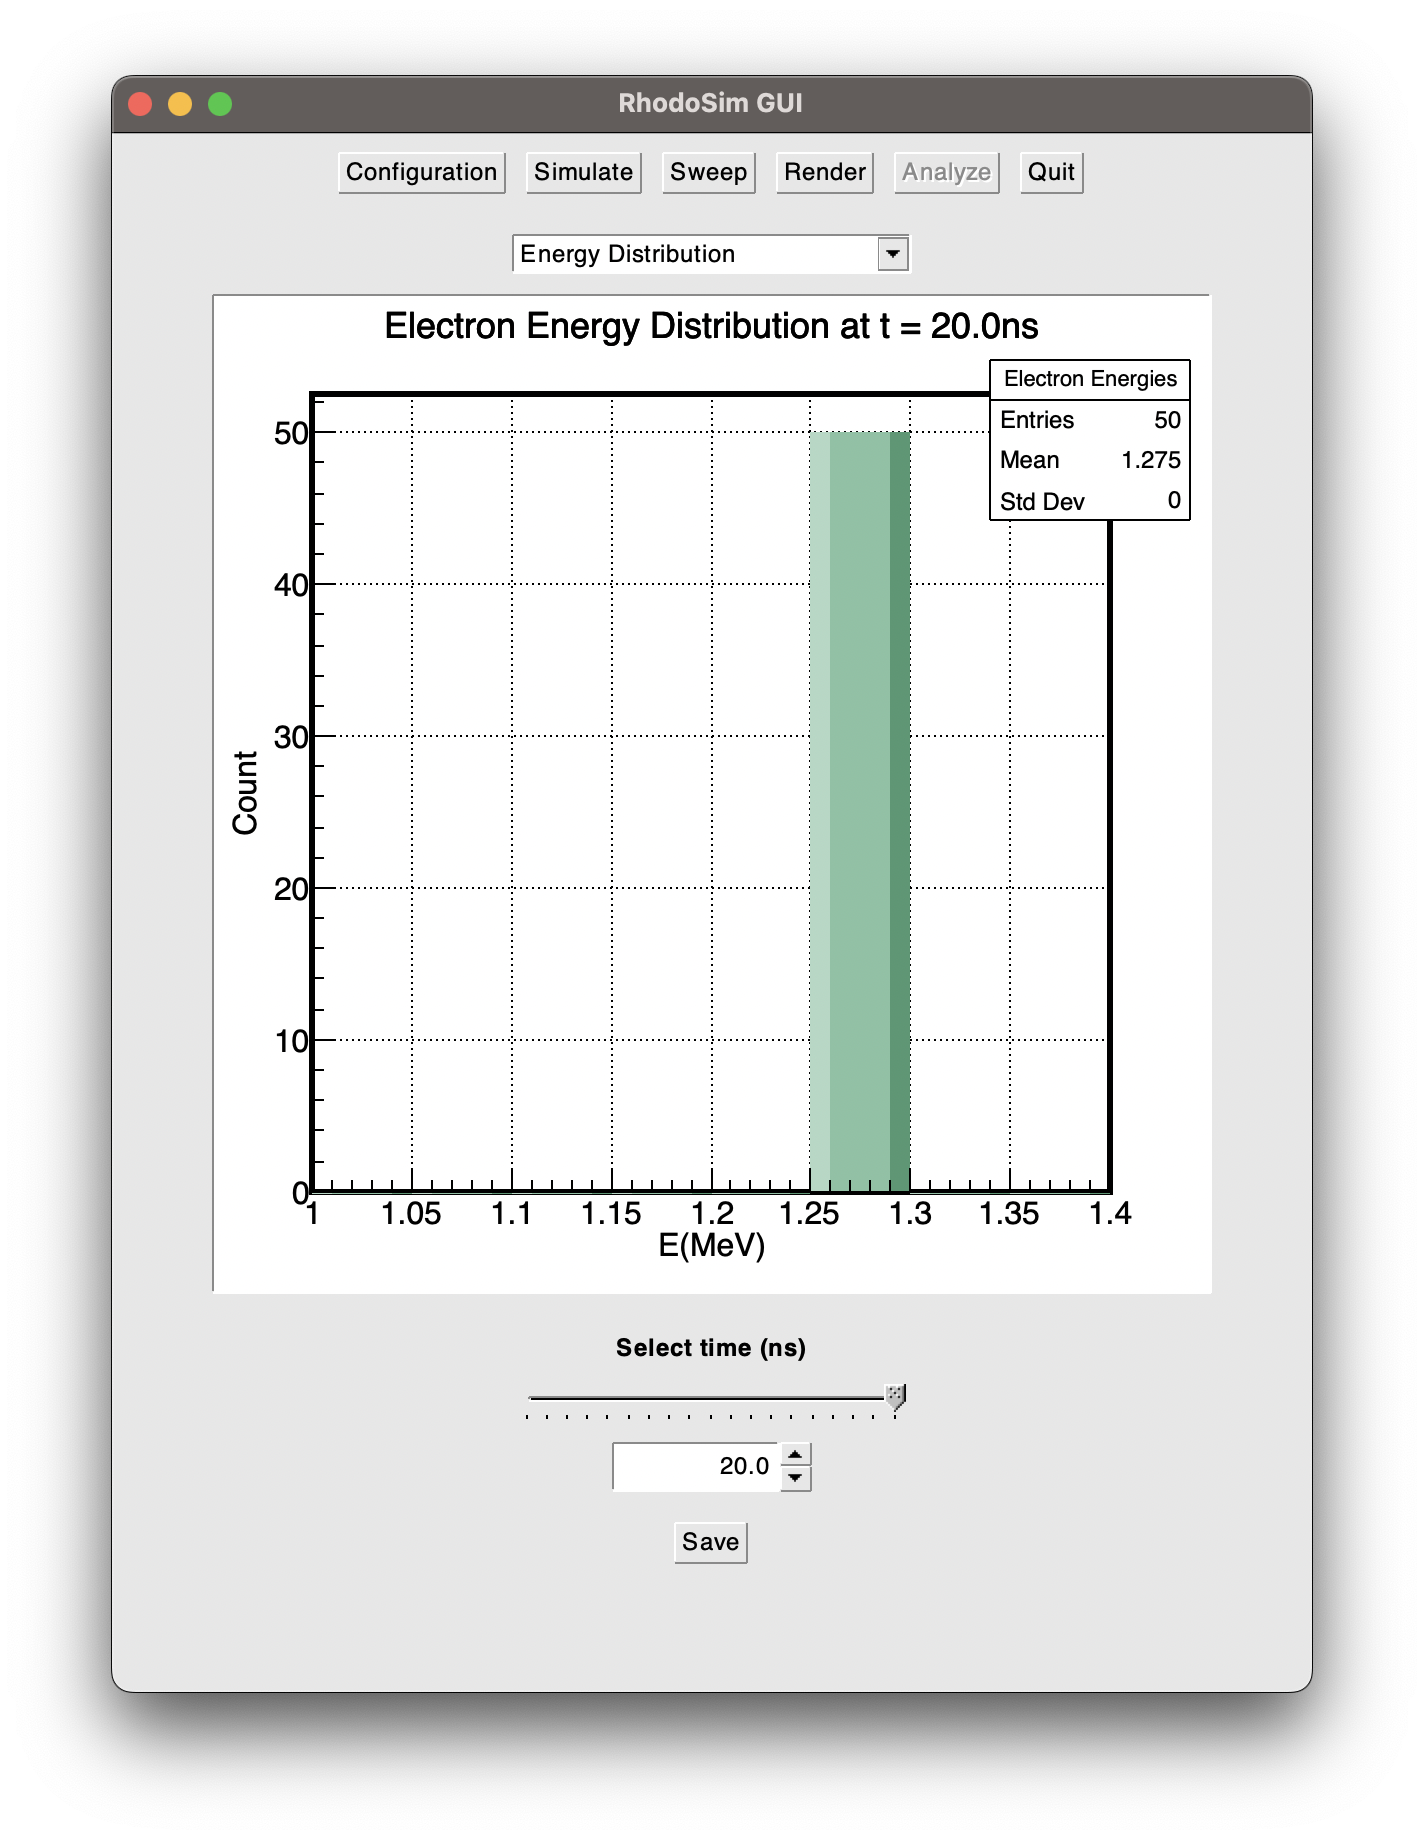 RhodoSim GUI
Configuration Simulate Sweep Render Analyze Quit
Energy Distribution
Electron Energy Distribution at t = 20.0ns
Electron Energies
Entries 50
Mean 1.275
Std Dev 0
50
40
30
20
10
0
Count
1 1.05 1.1 1.15 1.2 1.25 1.3 1.35 1.4
E(MeV)
Select time (ns)
20.0
Save